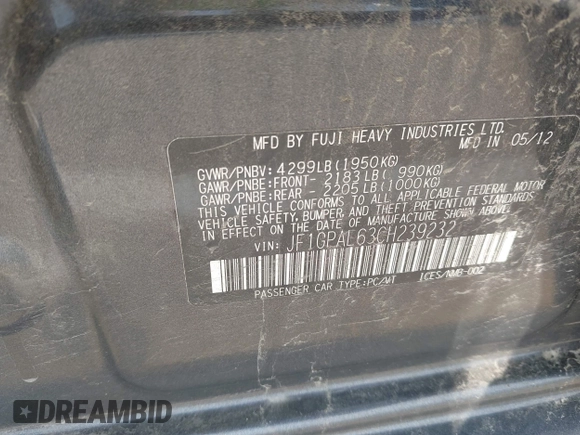 MFD BY FUJI HEAVY INDUSTRIES LTD.
IN 05/12
GVWR/PNBV: 4299LB(1950KG)
GAWR/PNBE:FRONT- 2183LB( 990KG)
GAWR/PNBE:REAR - 2205LB(1000KG)
THIS VEHICLE CONFORMS TO ALL APPLICABLE FEDERAL MOTOR
VEHICLE SAFETY, BUMPER, AND THEFT PREVENTION STANDARDS
IN EFFECT ON THE DATE OF MANUFACTURE SHOWN ABOVE.
VIN: JF1GPAL63CH239232
PASSENGER CAR TYPE:PC/VT 1CES/NMB-002
DREAMBID